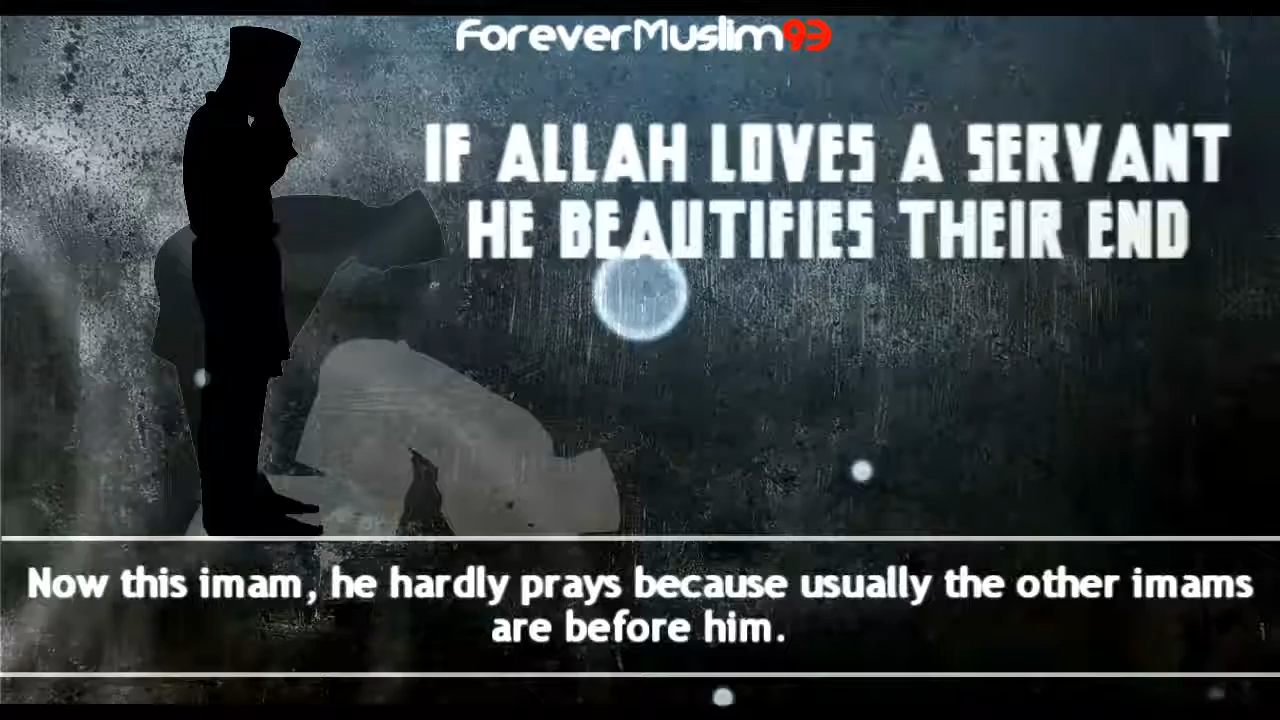 ForeverMuslim93
IF ALLAH LOVES A SERVANT
HE BEAUTIFIES THEIR END
Now this imam, he hardly prays because usually the other imams
are before him.